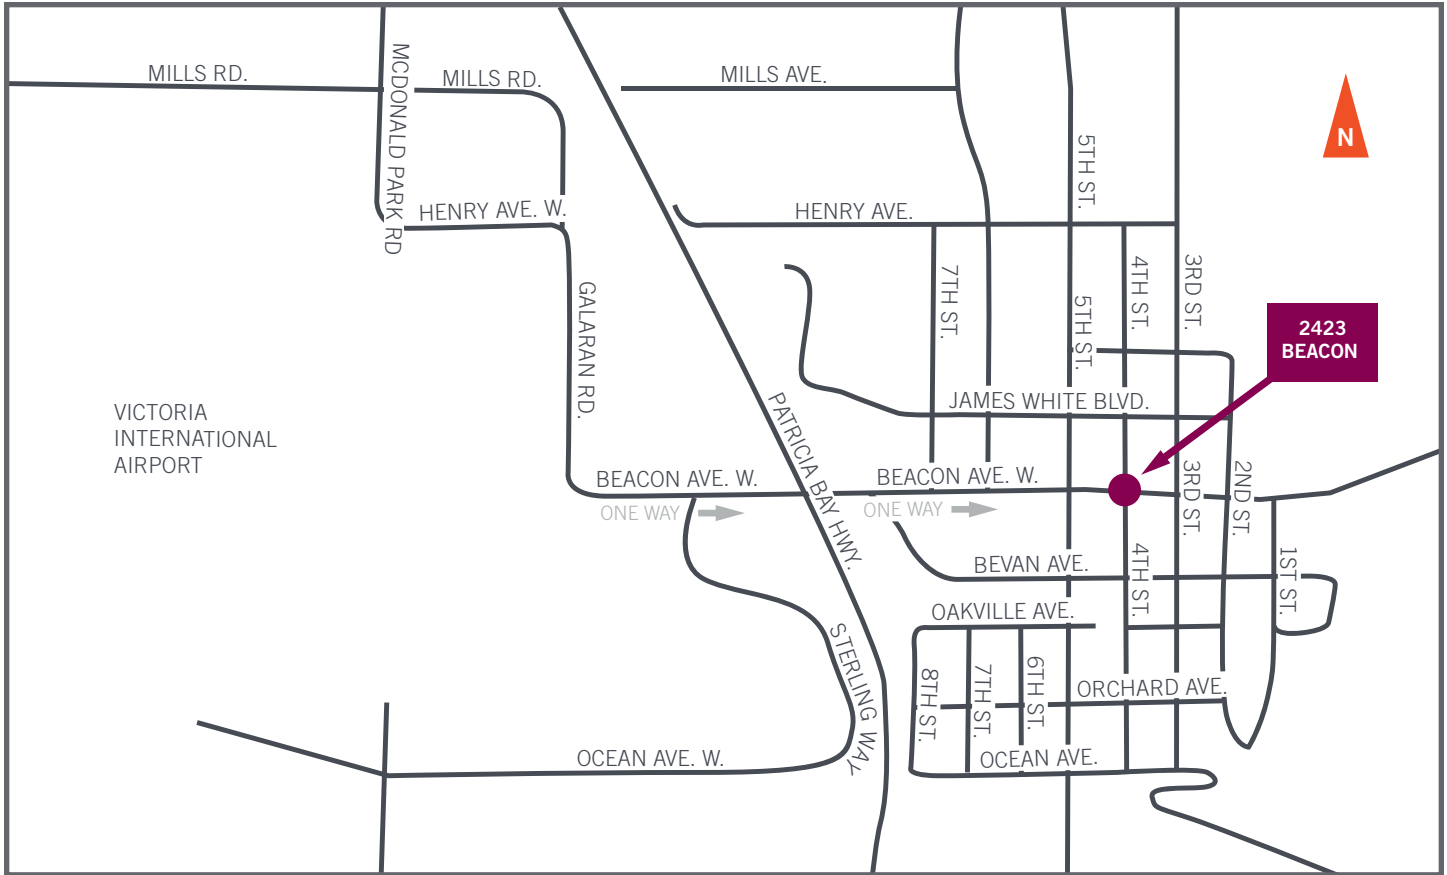 MILLS RD.
MCDONALD PARK RD
MILLS RD.
MILLS AVE.
N
5TH ST.
HENRY AVE. W.
HENRY AVE.
7TH ST.
4TH ST.
3RD ST.
GALARAN RD.
5TH ST.
2423
BEACON
VICTORIA
INTERNATIONAL
AIRPORT
PATRICIA BAY HWY.
JAMES WHITE BLVD.
BEACON AVE. W.
BEACON AVE. W.
3RD ST.
2ND ST.
ONE WAY
ONE WAY
BEVAN AVE.
4TH ST.
1ST ST.
OAKVILLE AVE.
STERLING WAY
8TH ST.
7TH ST.
6TH ST.
ORCHARD AVE.
OCEAN AVE. W.
OCEAN AVE.